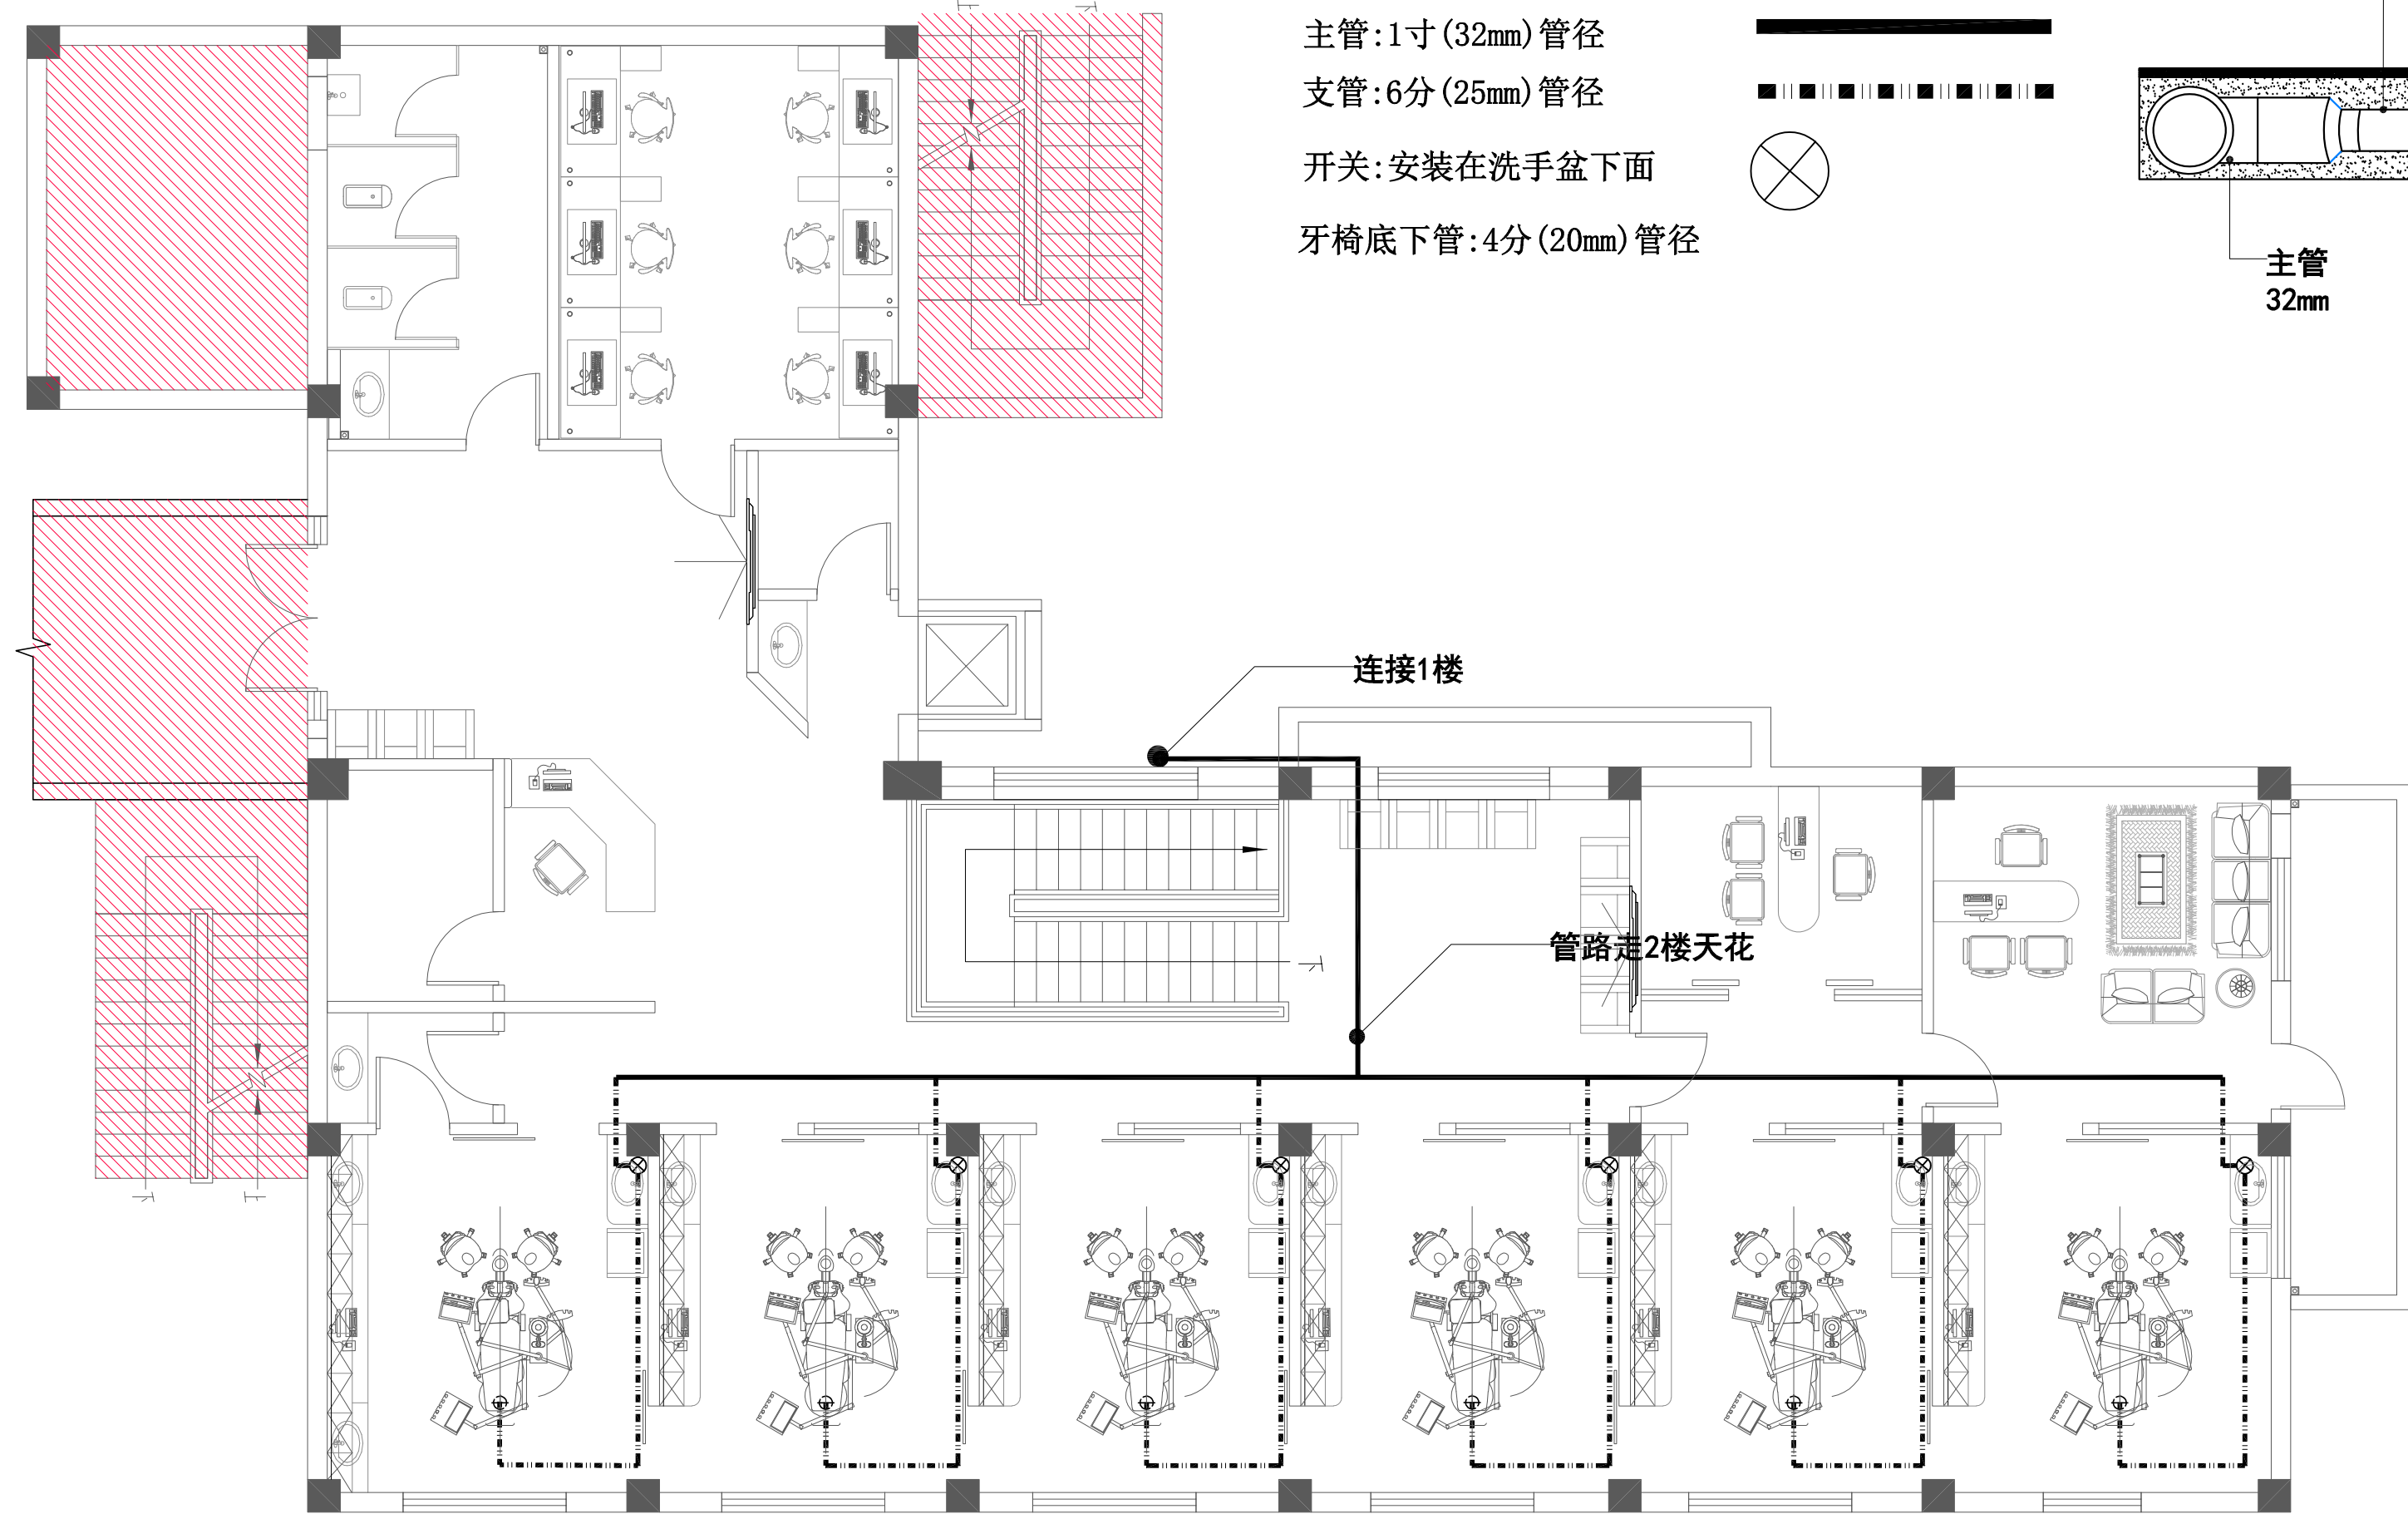 主管:1寸(32mm)管径
支管:6分(25mm)管径
开关:安装在洗手盆下面
牙椅底下管:4分(20mm)管径
主管
32mm
连接1楼
管路走2楼天花